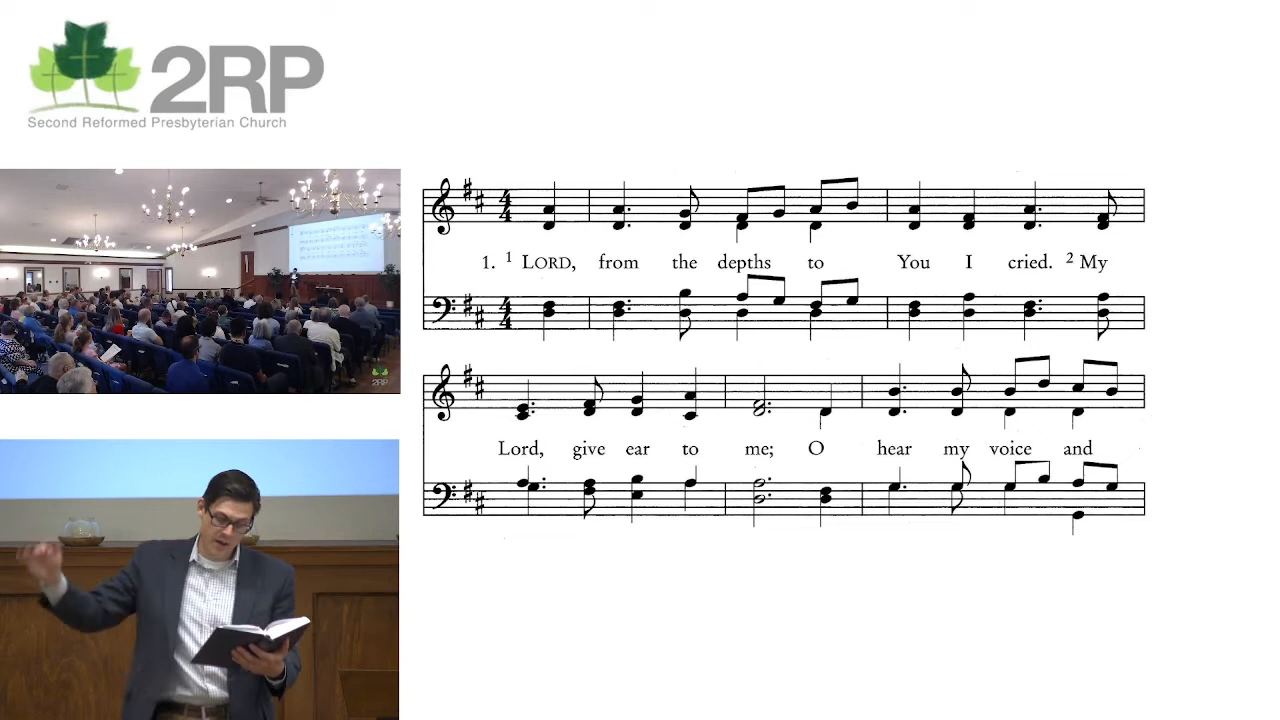 2RP
Second Reformed Presbyterian Church
1. 1 LORD, from the depths to You I cried. 2 My
Lord, give ear to me; O hear my voice and
2RP